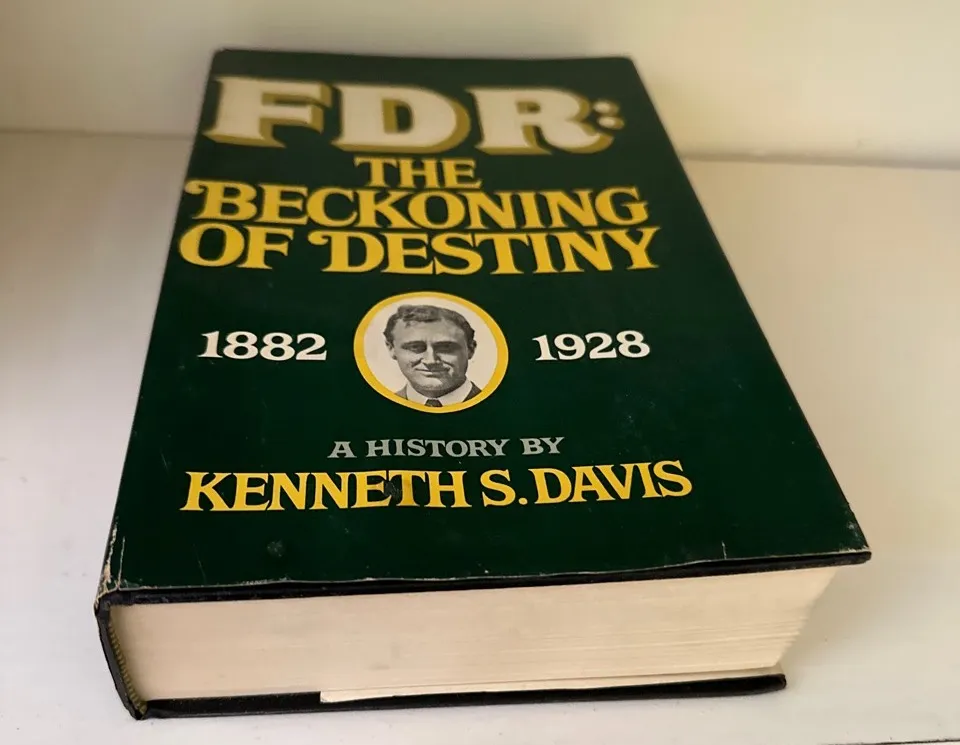 FDR:
THE
BECKONING
OF DESTINY
1882 1928
A HISTORY BY
KENNETH S. DAVIS